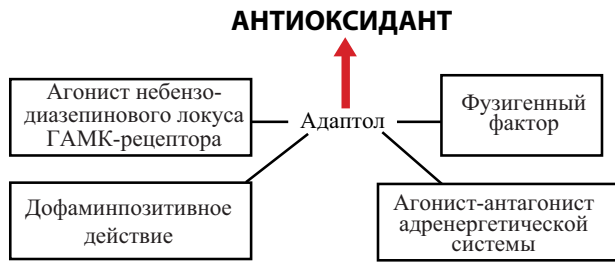 АНТИОКСИДАНТ
Агонист небензо-
диазепинового локуса
ГАМК-рецептора
Адаптол
Фузигенный
фактор
Дофаминпозитивное
действие
Агонист-антагонист
адренергетической
системы